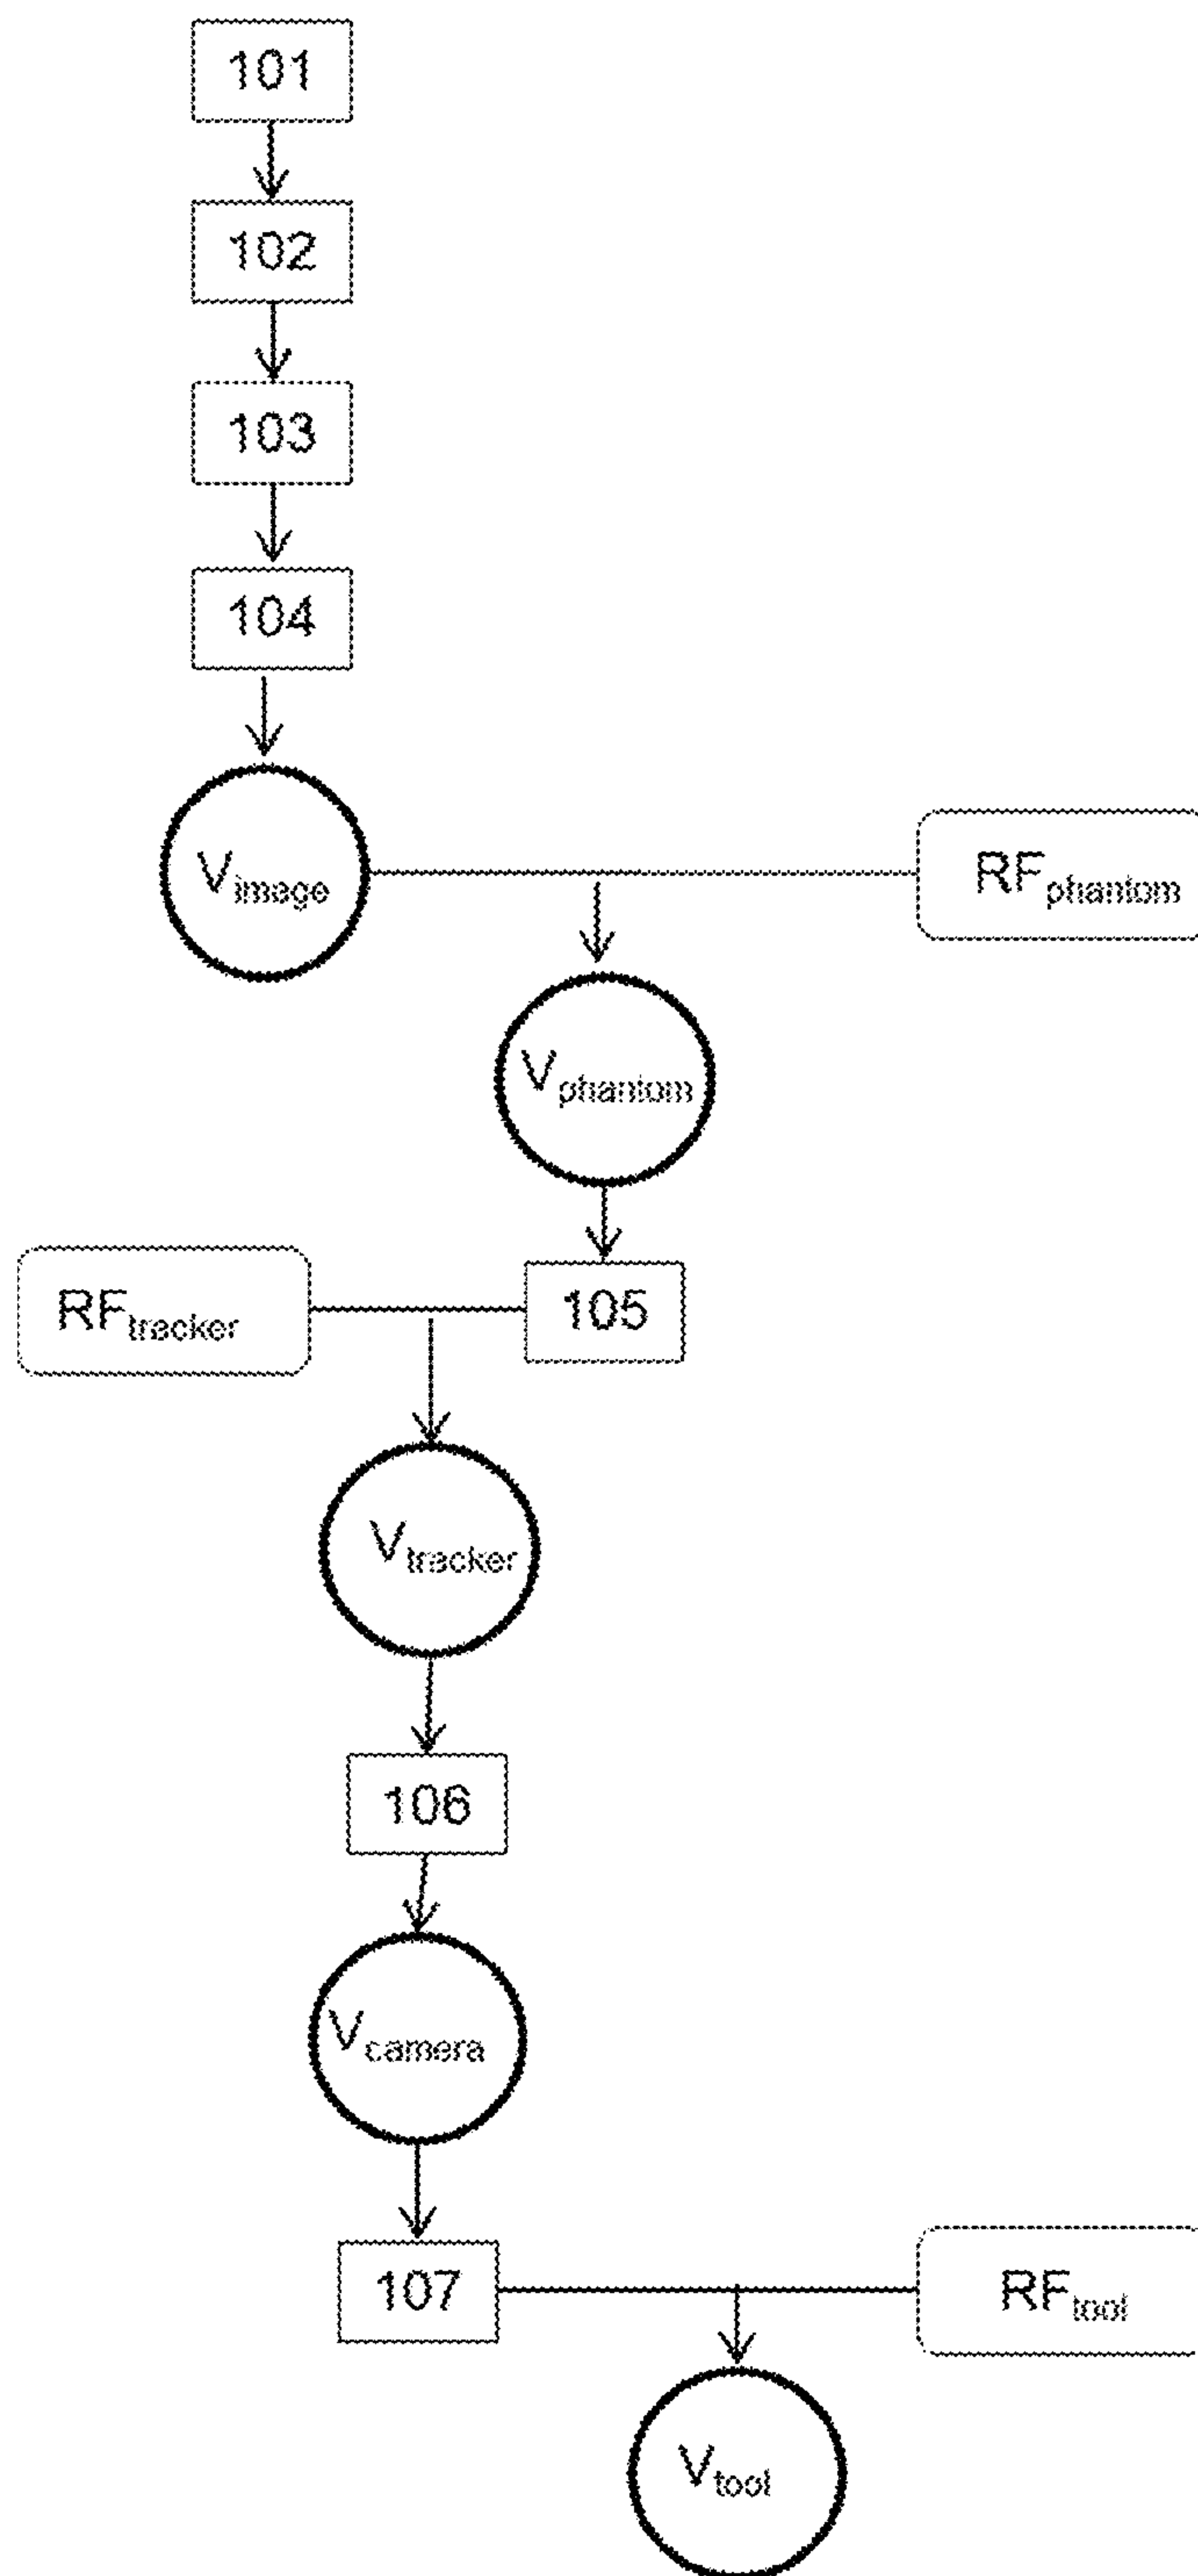 101
102
103
104
Vimage
RFphantom
Vphantom
RFtracker
105
Vtracker
106
Vcamera
107
RFtool
Vtool